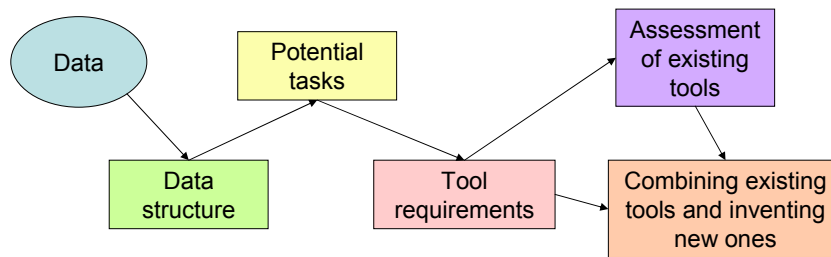 Data
Data
structure
Potential
tasks
Tool
requirements
Assessment
of existing
tools
Combining existing
tools and inventing
new ones